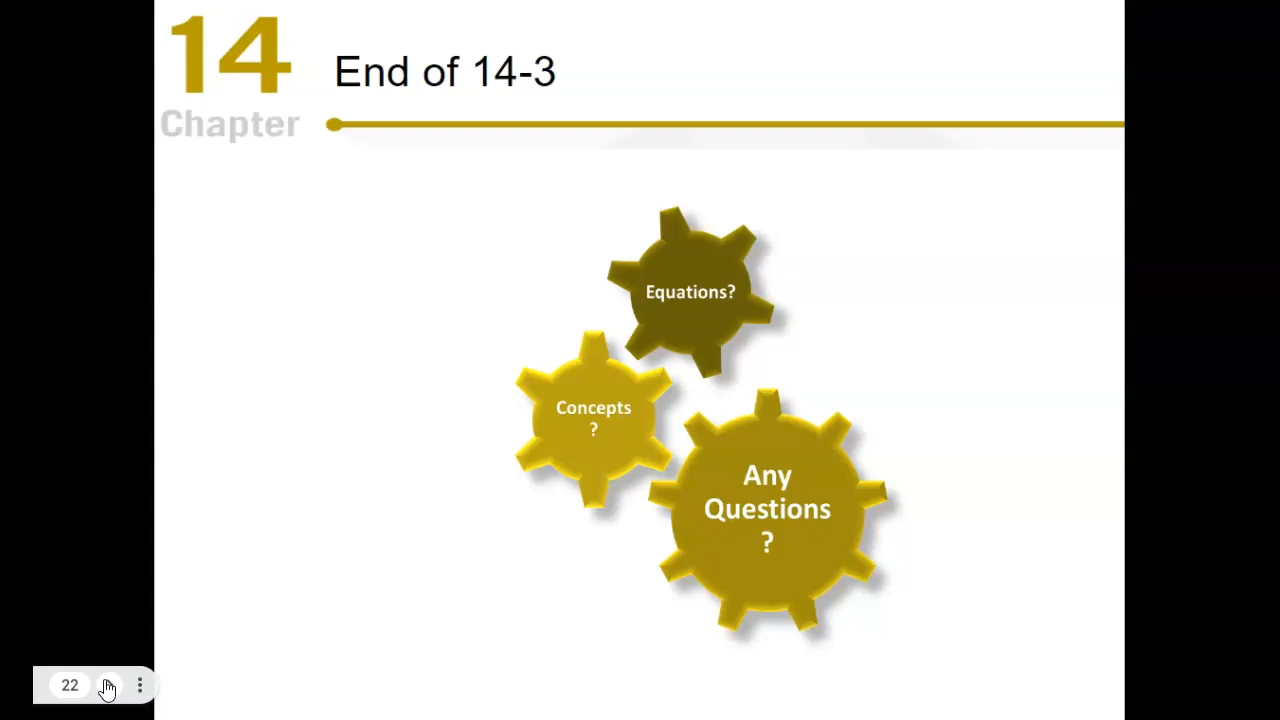 14
End of 14-3
Chapter
Equations?
Concepts
?
Any
Questions
?
22